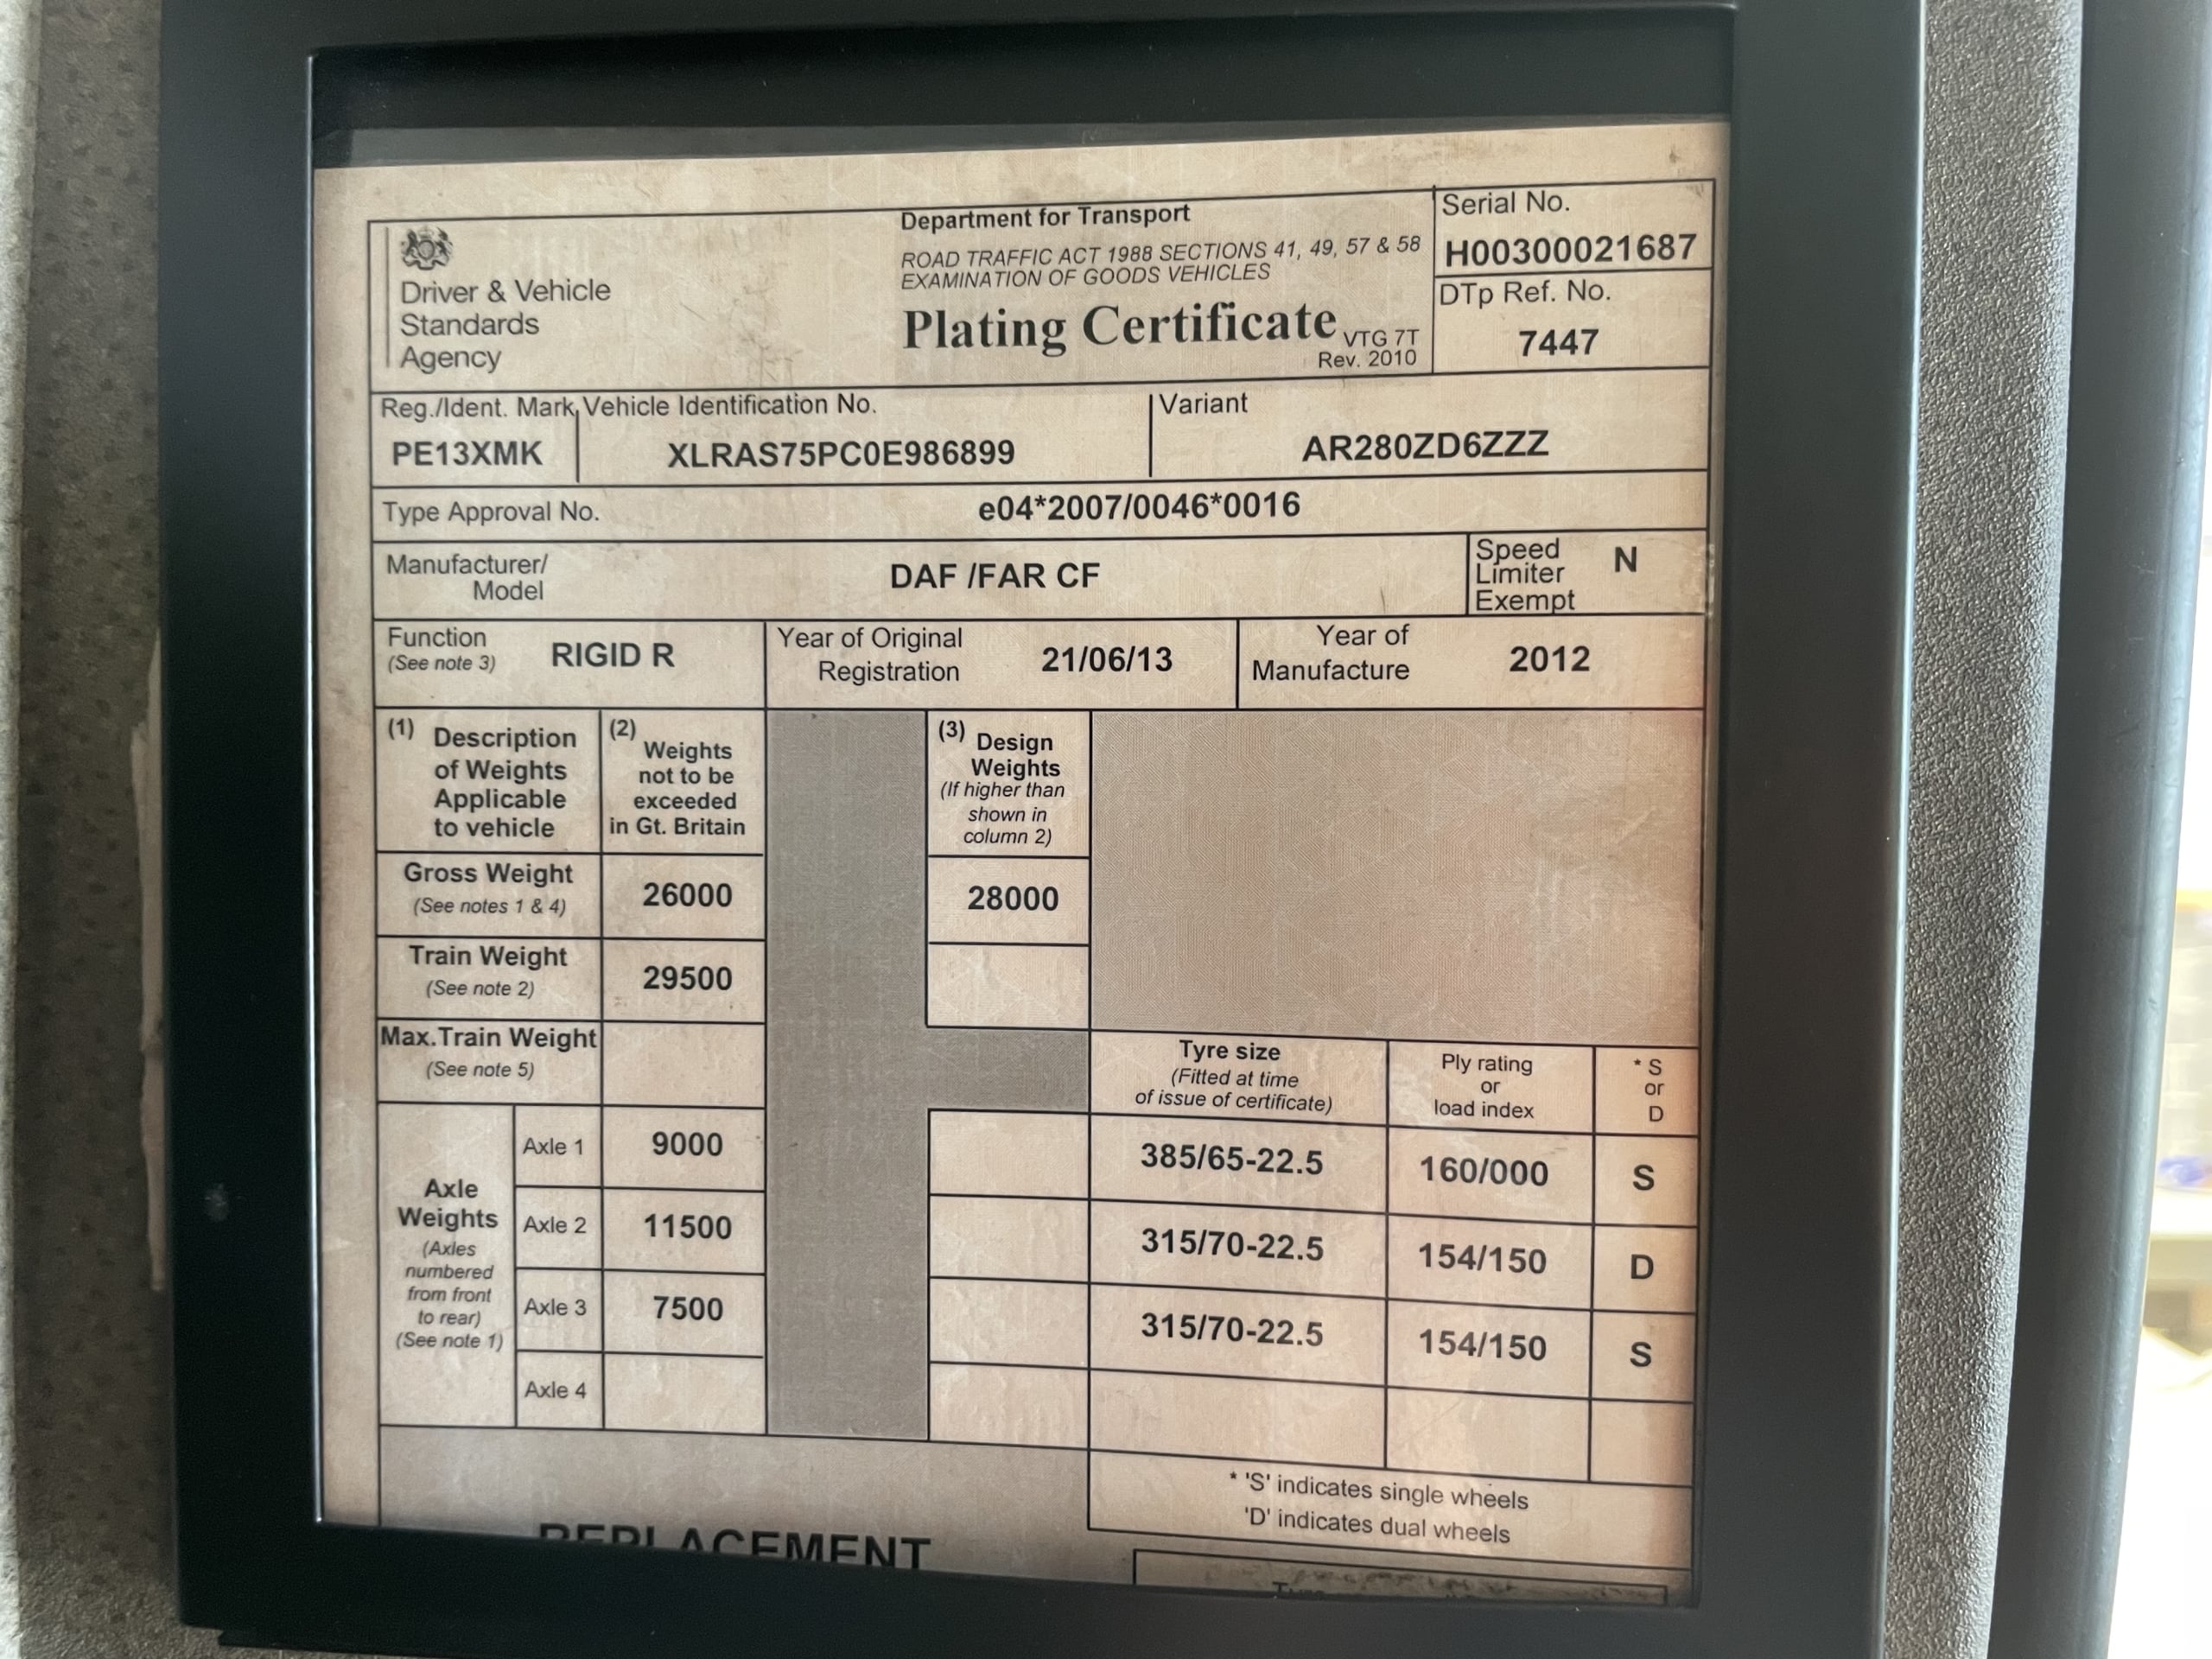 Department for Transport
ROAD TRAFFIC ACT 1988 SECTIONS 41, 49, 57 & 58
EXAMINATION OF GOODS VEHICLES
Plating Certificate VTG 7T
Rev. 2010
Driver & Vehicle
Standards
Agency
Serial No.
H00300021687
DTp Ref. No.
7447
Reg./Ident. Mark
PE13XMK
Vehicle Identification No.
XLRAS75PC0E986899
Variant
AR280ZD6ZZZ
Type Approval No. e04*2007/0046*0016
Manufacturer/
Model
DAF /FAR CF
Speed
Limiter
Exempt
N
Function
(See note 3)
RIGID R
Year of Original
Registration
21/06/13
Year of
Manufacture
2012
(1) Description
of Weights
Applicable
to vehicle
(2) Weights
not to be
exceeded
in Gt. Britain
(3) Design
Weights
(If higher than
shown in
column 2)
Gross Weight
(See notes 1 & 4)
26000
28000
Train Weight
(See note 2)
29500
Max.Train Weight
(See note 5)
Tyre size
(Fitted at time
of issue of certificate)
Ply rating
or
load index
* S
or
D
Axle
Weights
(Axles
numbered
from front
to rear)
(See note 1)
Axle 1 9000 385/65-22.5 160/000 S
Axle 2 11500 315/70-22.5 154/150 D
Axle 3 7500 315/70-22.5 154/150 S
Axle 4
* 'S' indicates single wheels
'D' indicates dual wheels
REPLACEMENT